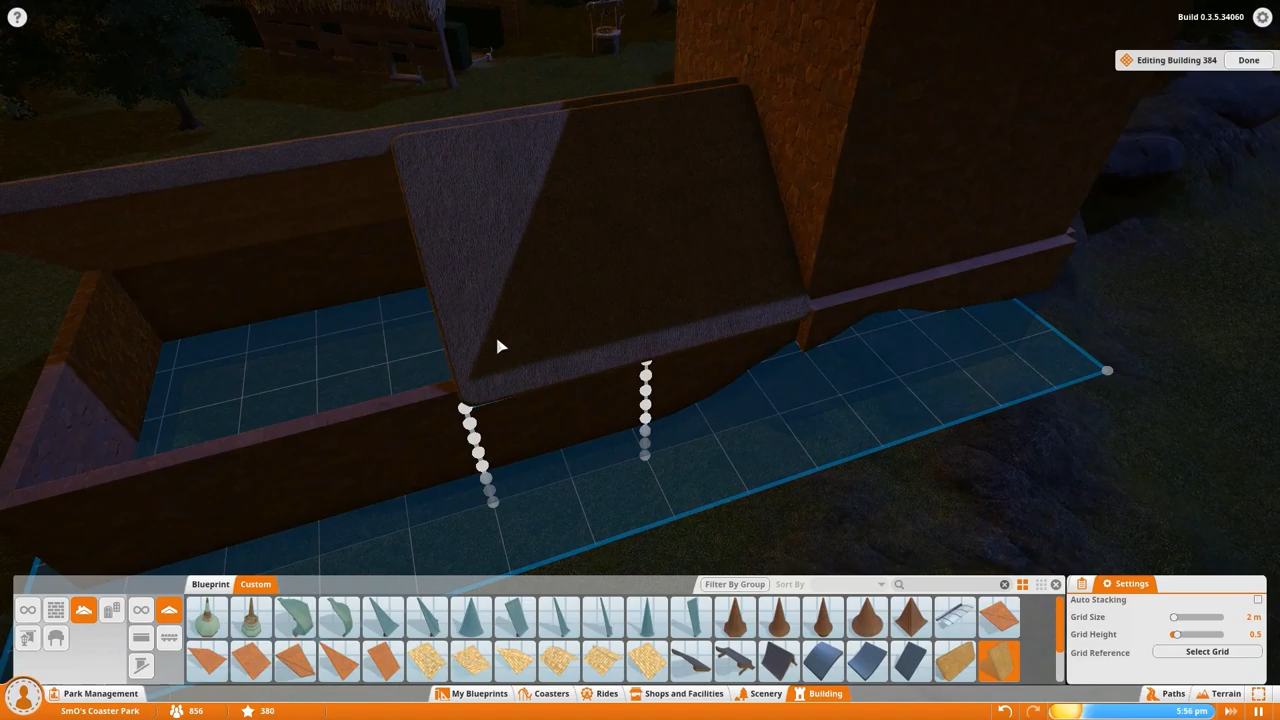 ?
Build 0.3.5.34060
Editing Building 384
Done
Blueprint
Custom
Filter By Group
Sort By
Settings
Auto Stacking
Grid Size
2 m
Grid Height
0.5
Grid Reference
Select Grid
Park Management
My Blueprints
Coasters
Rides
Shops and Facilities
Scenery
Building
Paths
Terrain
SmO's Coaster Park
856
380
5:56 pm